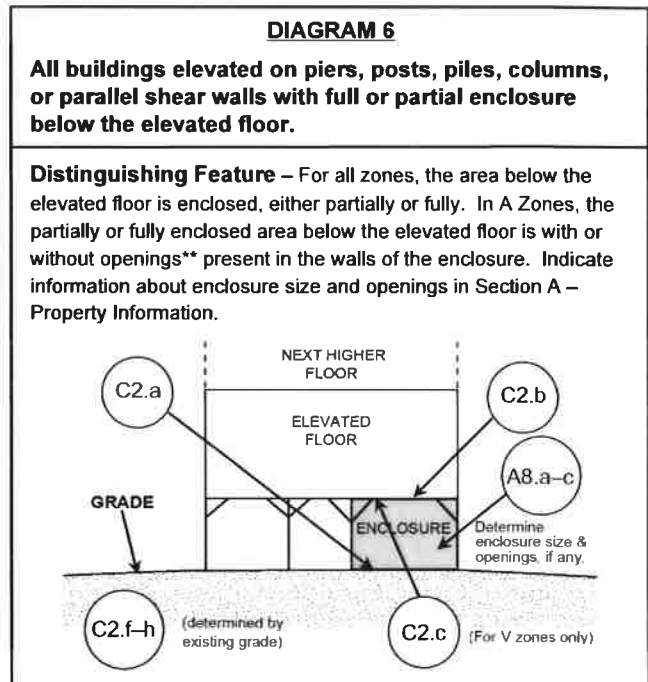 DIAGRAM 6
All buildings elevated on piers, posts, piles, columns,
or parallel shear walls with full or partial enclosure
below the elevated floor.
Distinguishing Feature – For all zones, the area below the
elevated floor is enclosed, either partially or fully. In A Zones, the
partially or fully enclosed area below the elevated floor is with or
without openings** present in the walls of the enclosure. Indicate
information about enclosure size and openings in Section A –
Property Information.
NEXT HIGHER
FLOOR
C2.a
C2.b
ELEVATED
FLOOR
A8.a–c
GRADE
ENCLOSURE
Determine
enclosure size &
openings, if any.
C2.f–h
(determined by
existing grade)
C2.c
(For V zones only)